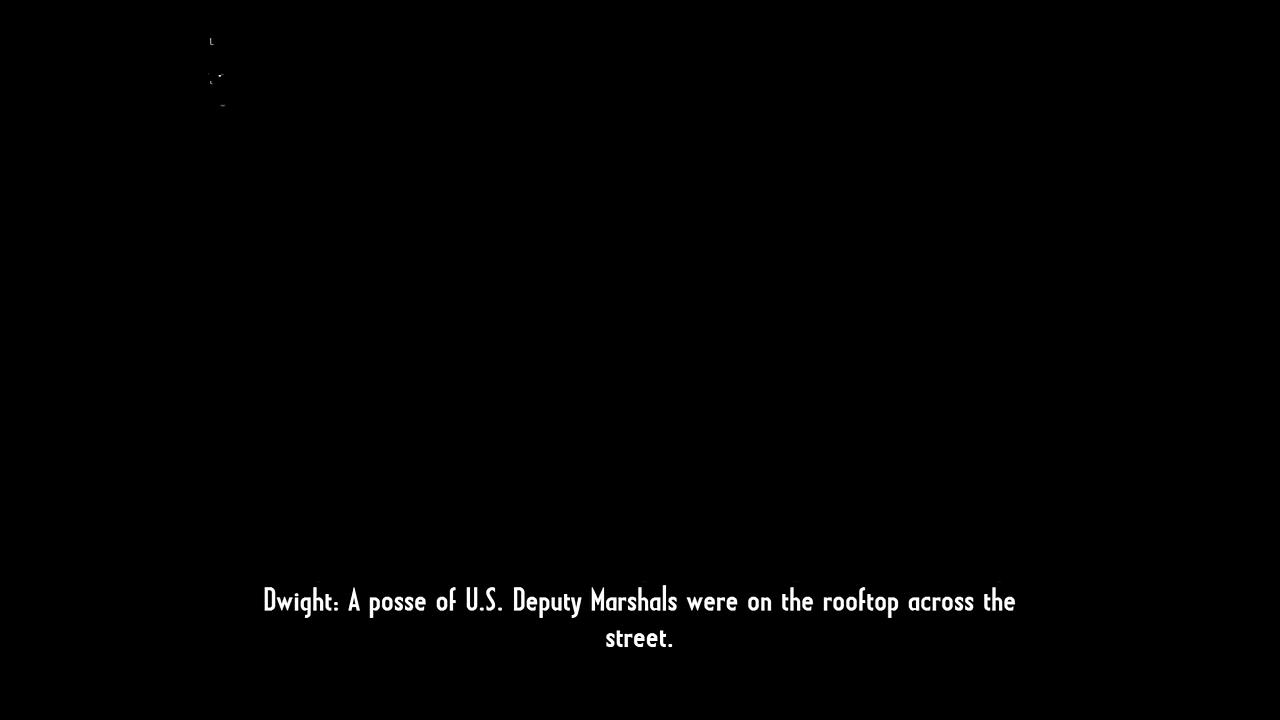 Dwight: A posse of U.S. Deputy Marshals were on the rooftop across the
street.